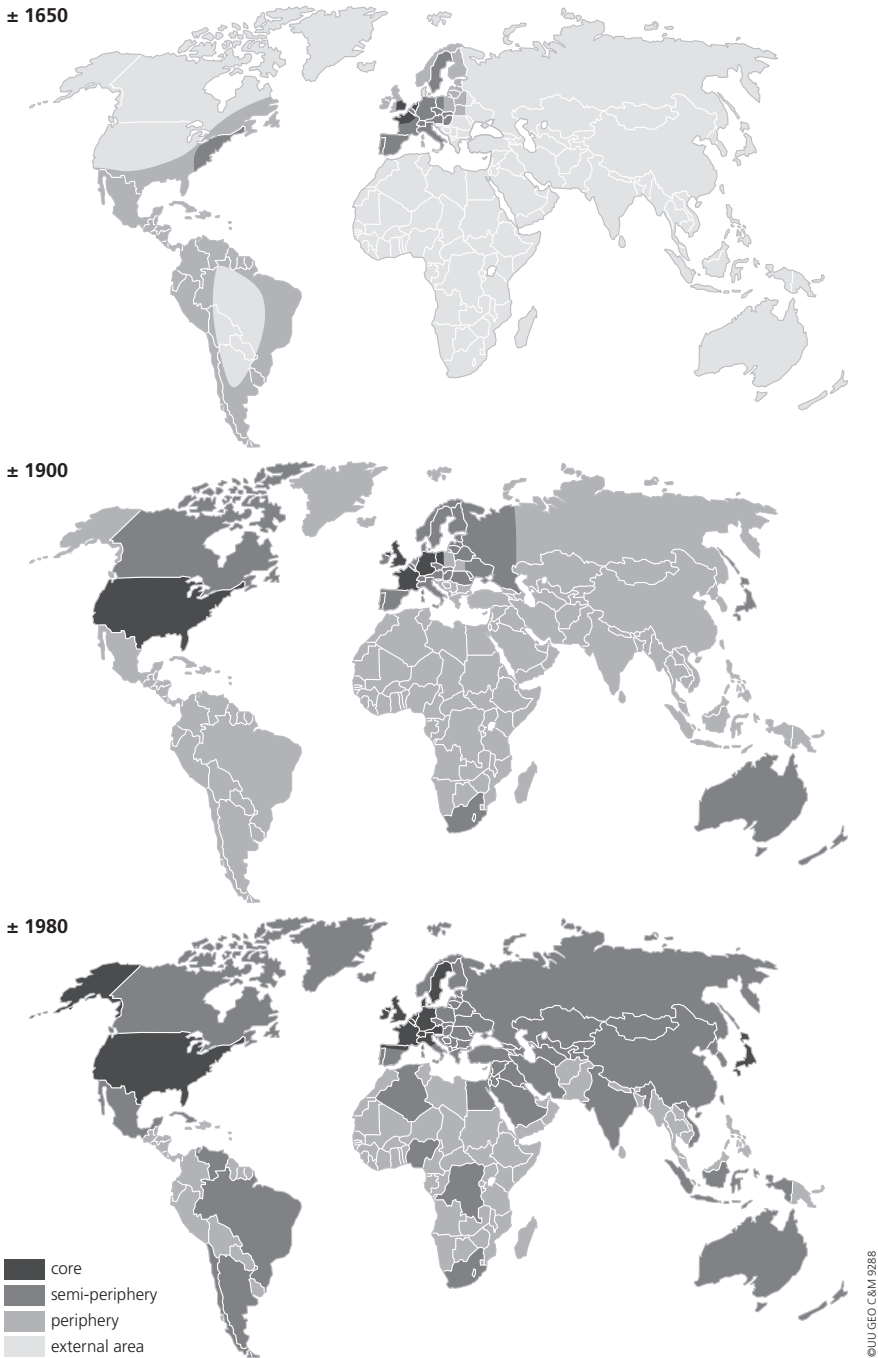 ± 1650
± 1900
± 1980
core
semi-periphery
periphery
external area
©UU GEO C&M 9288